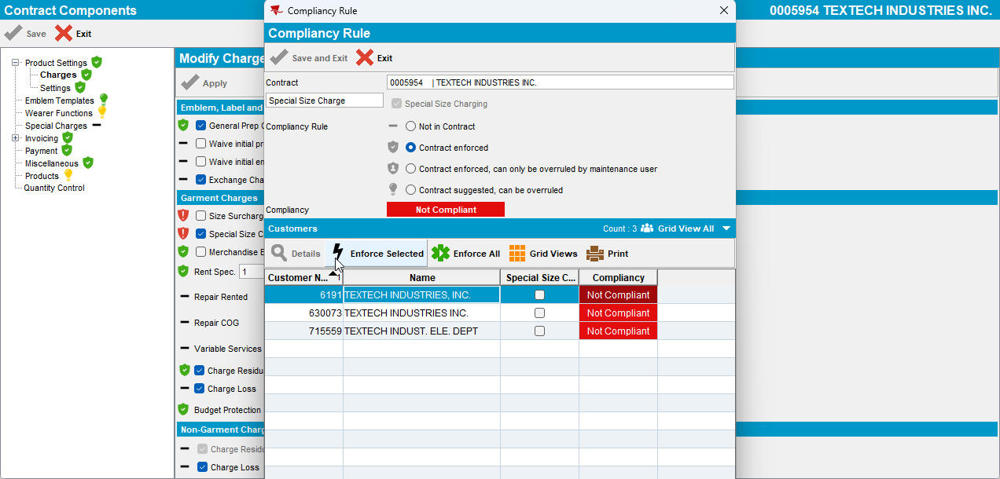 Contract Components
0005954 TEXTECH INDUSTRIES INC.
Save
Exit
Product Settings
Charges
Settings
Emblem Templates
Wearer Functions
Special Charges
Invoicing
Payment
Miscellaneous
Products
Quantity Control
Modify Charge
Apply
Emblem, Label and
General Prep
Waive initial
Waive initial
Exchange
Garment Charges
Size Surcharg
Special Size
Merchandise
Rent Spec. 1
Repair Rented
Repair COG
Variable Services
Charge Residu
Charge Loss
Budget Protection
Non-Garment Charg
Charge Residu
Charge Loss
Compliancy Rule
Compliancy Rule
Save and Exit
Exit
Contract 0005954 | TEXTECH INDUSTRIES INC.
Special Size Charge Special Size Charging
Compliancy Rule Not in Contract
Contract enforced
Contract enforced, can only be overruled by maintenance user
Contract suggested, can be overruled
Compliancy Not Compliant
Customers Count : 3 Grid View All
Details Enforce Selected Enforce All Grid Views Print
Customer N... 1 Name Special Size C... Compliancy
6191 TEXTECH INDUSTRIES, INC. Not Compliant
630073 TEXTECH INDUSTRIES INC. Not Compliant
715559 TEXTECH INDUST. ELE. DEPT Not Compliant